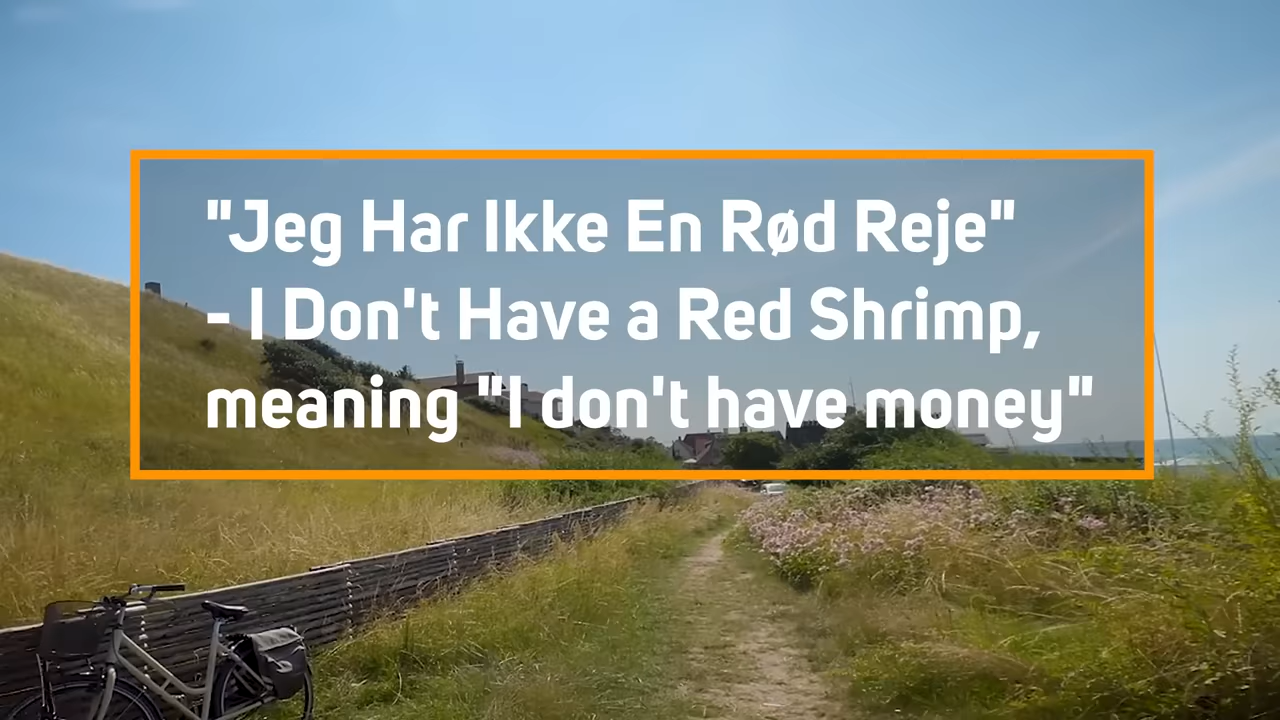 "Jeg Har Ikke En Rød Reje"
- I Don't Have a Red Shrimp,
meaning "I don't have money"